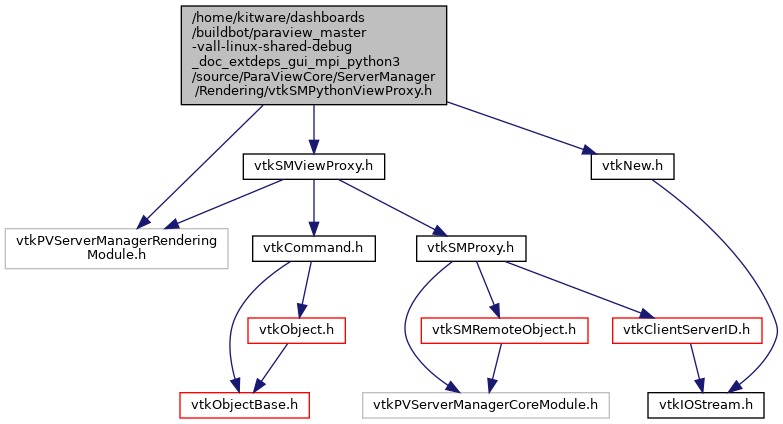 /home/kitware/dashboards
/buildbot/paraview_master
-vall-linux-shared-debug
_doc_extdeps_gui_mpi_python3
/source/ParaViewCore/ServerManager
/Rendering/vtkSMPythonViewProxy.h
vtkSMViewProxy.h
vtkNew.h
vtkPVServerManagerRendering
Module.h
vtkCommand.h
vtkSMProxy.h
vtkObject.h
vtkSMRemoteObject.h
vtkClientServerID.h
vtkObjectBase.h
vtkPVServerManagerCoreModule.h
vtkIOStream.h